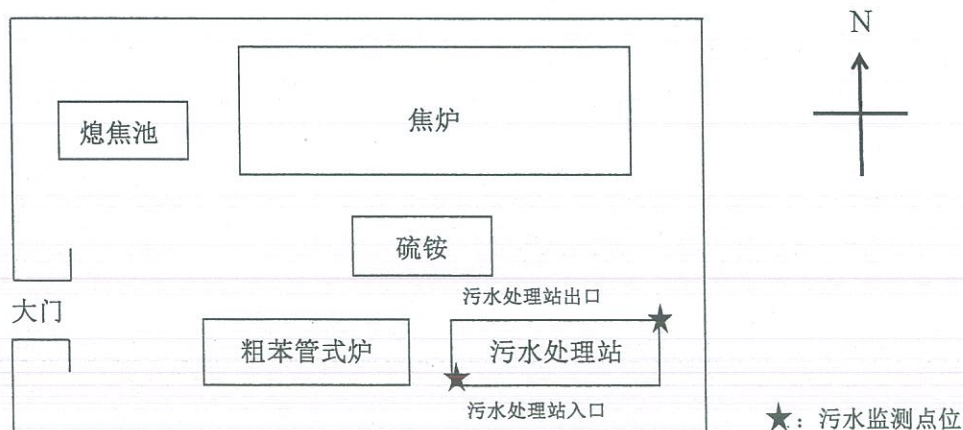 N
焦炉
熄焦池
硫铵
污水处理站出口
大门
粗苯管式炉
污水处理站
污水处理站入口
★：污水监测点位